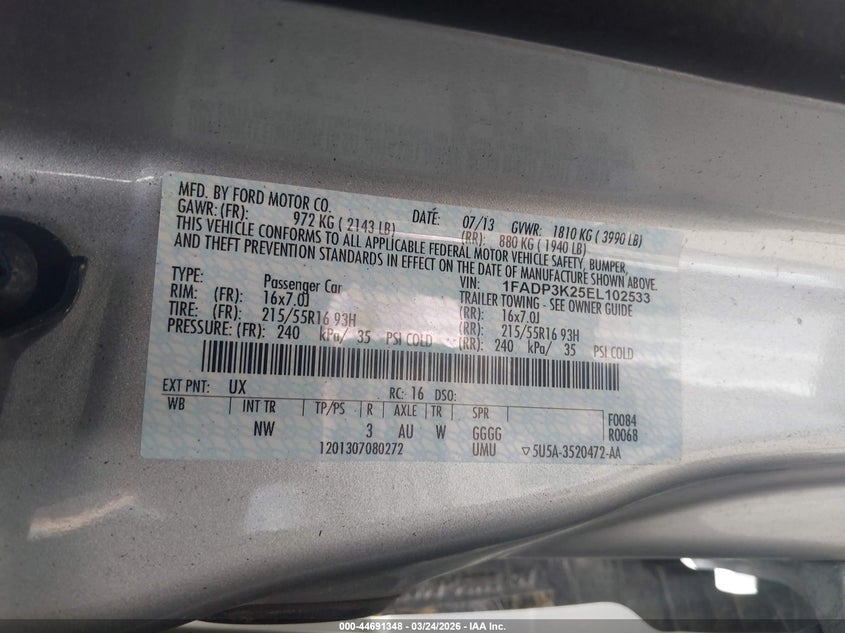 MFD. BY FORD MOTOR CO. DATE: 07/13 GVWR: 1810 KG ( 3990 LB)
GAWR: (FR): 972 KG ( 2143 LB) (RR): 880 KG ( 1940 LB)
THIS VEHICLE CONFORMS TO ALL APPLICABLE FEDERAL MOTOR VEHICLE SAFETY, BUMPER,
AND THEFT PREVENTION STANDARDS IN EFFECT ON THE DATE OF MANUFACTURE SHOWN ABOVE.
VIN: 1FADP3K25EL102533
TYPE: Passenger Car TRAILER TOWING - SEE OWNER GUIDE
RIM: (FR): 16x7.0J (RR): 16x7.0J
TIRE: (FR): 215/55R16 93H (RR): 215/55R16 93H
PRESSURE: (FR): 240 kPa/ 35 PSI COLD (RR): 240 kPa/ 35 PSI COLD
EXT PNT: UX RC: 16 DSO:
WB INT TR TP/PS R AXLE TR SPR F0084
NW 3 AU W GGGG R0068
1201307080272 UMU ▽5U5A-3520472-AA
000-44691348 - 03/24/2026 - IAA Inc.